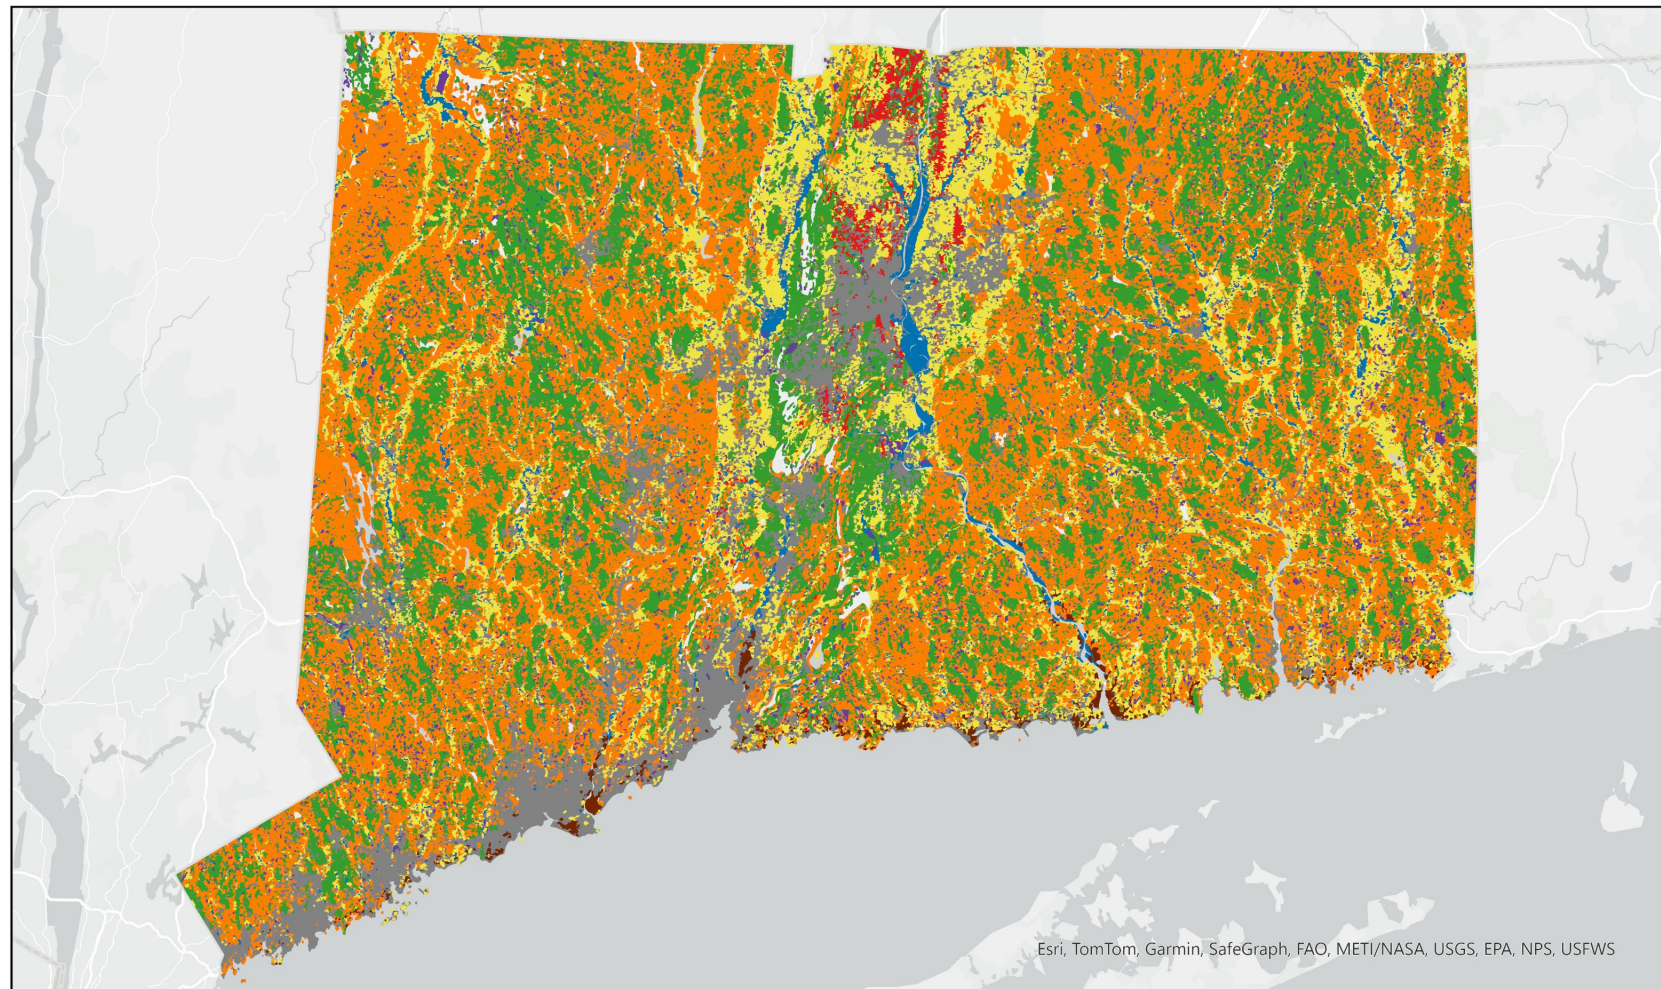 Esri, TomTom, Garmin, SafeGraph, FAO, METI/NASA, USGS, EPA, NPS, USFWS